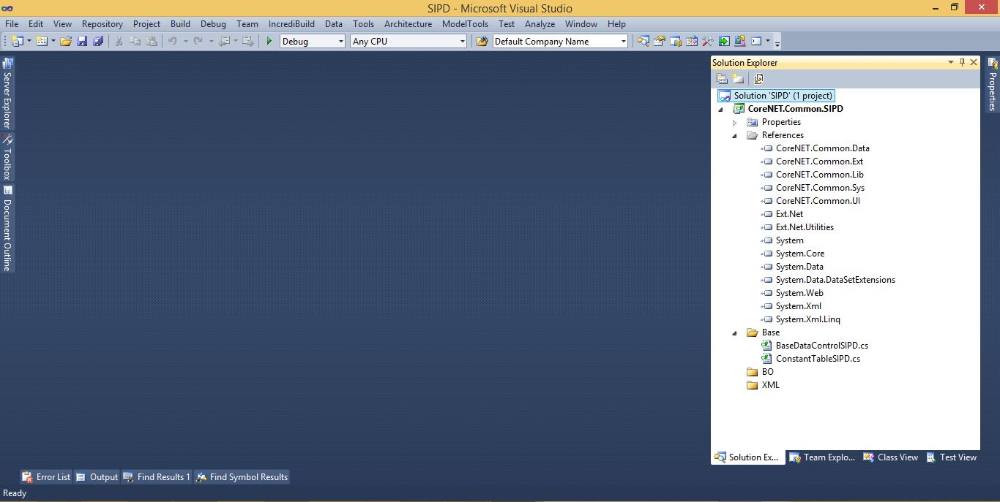 SIPD - Microsoft Visual Studio
File Edit View Repository Project Build Debug Team IncrediBuild Data Tools Architecture ModelTools Test Analyze Window Help
Debug Any CPU Default Company Name
Server Explorer
Toolbox
Document Outline
Solution Explorer
Solution 'SIPD' (1 project)
CoreNET.Common.SIPD
Properties
References
CoreNET.Common.Data
CoreNET.Common.Ext
CoreNET.Common.Lib
CoreNET.Common.Sys
CoreNET.Common.UI
Ext.Net
Ext.Net.Utilities
System
System.Core
System.Data
System.Data.DataSetExtensions
System.Web
System.Xml
System.Xml.Linq
Base
BaseDataControlSIPD.cs
ConstantTableSIPD.cs
BO
XML
Solution Ex... Team Explo... Class View Test View
Properties
Error List Output Find Results 1 Find Symbol Results
Ready